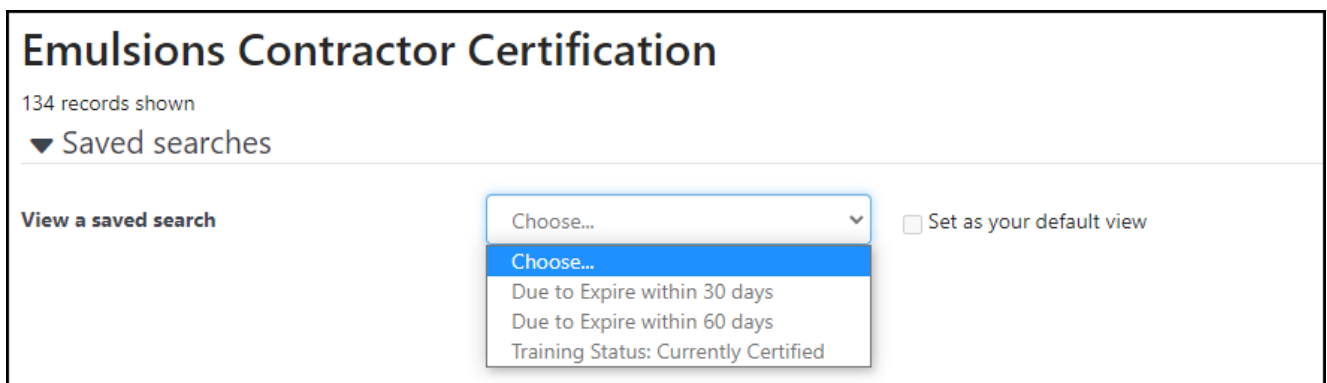 Emulsions Contractor Certification
134 records shown
Saved searches
View a saved search
Choose...
Set as your default view
Choose...
Due to Expire within 30 days
Due to Expire within 60 days
Training Status: Currently Certified